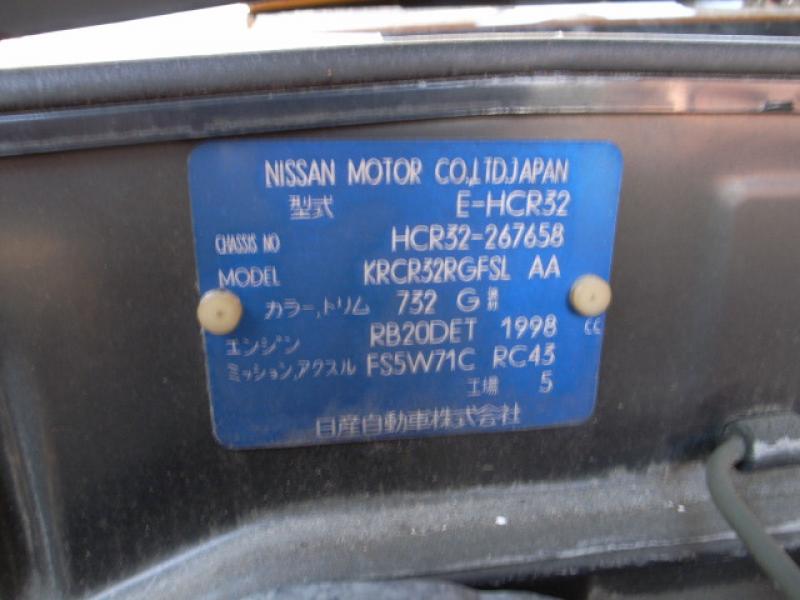 NISSAN MOTOR CO.,LTD.JAPAN
型式 E-HCR32
CHASSIS NO HCR32-267658
MODEL KRCR32RGFSL AA
カラー,トリム 732 G
エンジン RB20DET 1998 CC
ミッション,アクスル FS5W71C RC43
工場 5
日産自動車株式会社